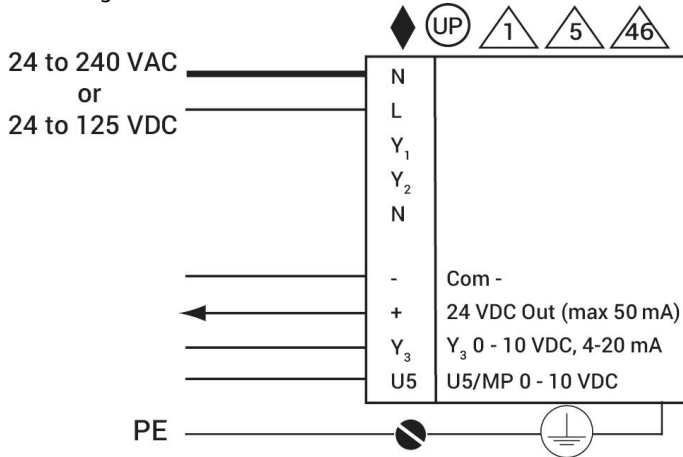 UP 1 5 46
24 to 240 VAC
or
24 to 125 VDC
N
L
Y₁
Y₂
N
- Com -
+ 24 VDC Out (max 50 mA)
Y₃ Y₃ 0 - 10 VDC, 4-20 mA
U5 U5/MP 0 - 10 VDC
PE